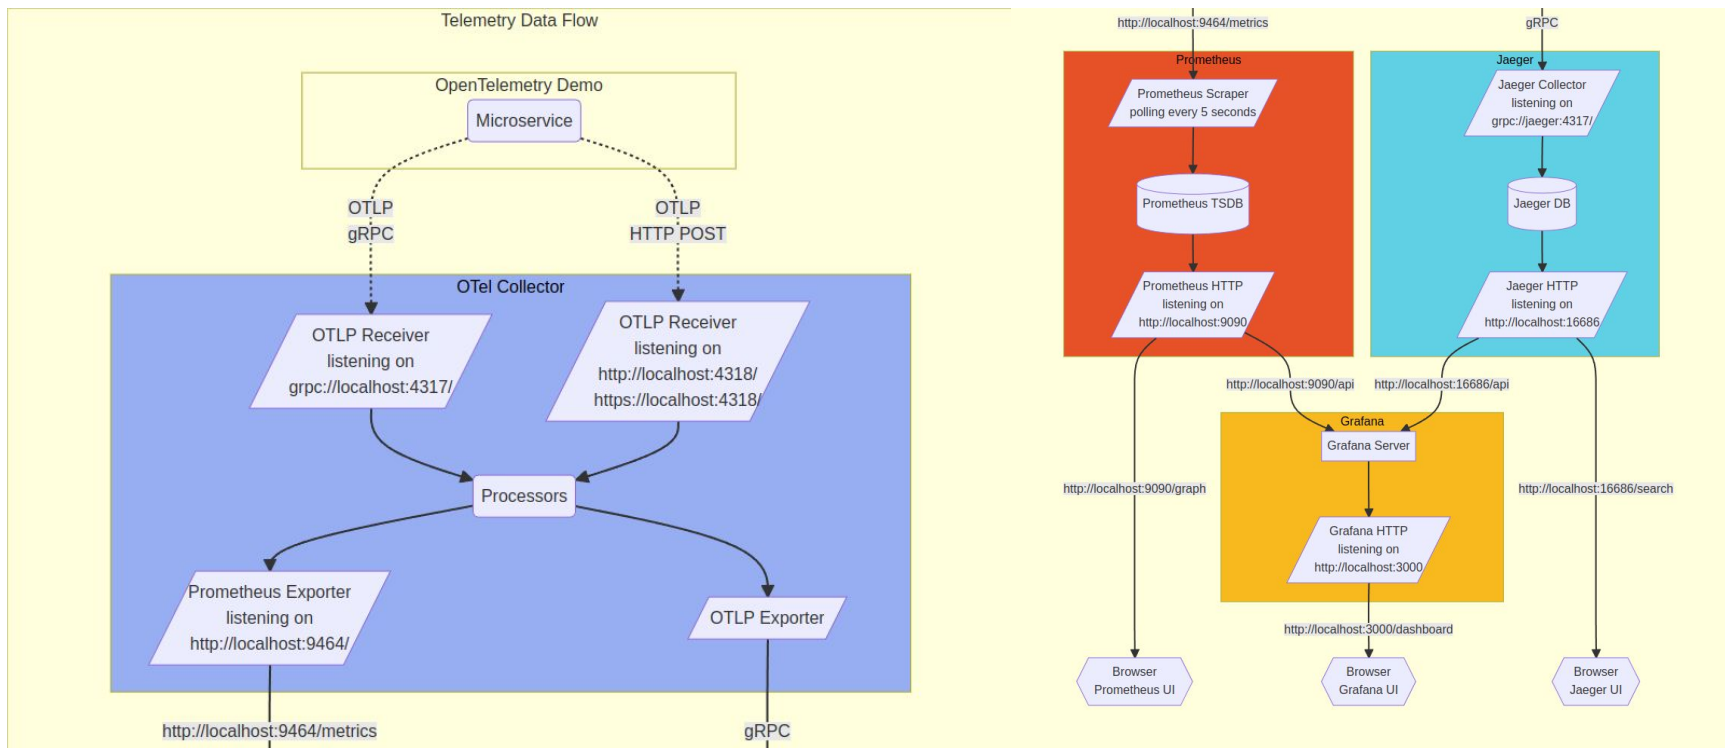 Telemetry Data Flow
OpenTelemetry Demo
Microservice
OTLP
gRPC
OTLP
HTTP POST
OTel Collector
OTLP Receiver
listening on
grpc://localhost:4317/
OTLP Receiver
listening on
http://localhost:4318/
https://localhost:4318/
Processors
Prometheus Exporter
listening on
http://localhost:9464/
OTLP Exporter
http://localhost:9464/metrics
gRPC
http://localhost:9464/metrics
gRPC
Prometheus
Prometheus Scraper
polling every 5 seconds
Prometheus TSDB
Prometheus HTTP
listening on
http://localhost:9090
Jaeger
Jaeger Collector
listening on
grpc://jaeger:4317/
Jaeger DB
Jaeger HTTP
listening on
http://localhost:16686
http://localhost:9090/api
http://localhost:16686/api
Grafana
Grafana Server
http://localhost:9090/graph
http://localhost:16686/search
Grafana HTTP
listening on
http://localhost:3000
http://localhost:3000/dashboard
Browser
Prometheus UI
Browser
Grafana UI
Browser
Jaeger UI